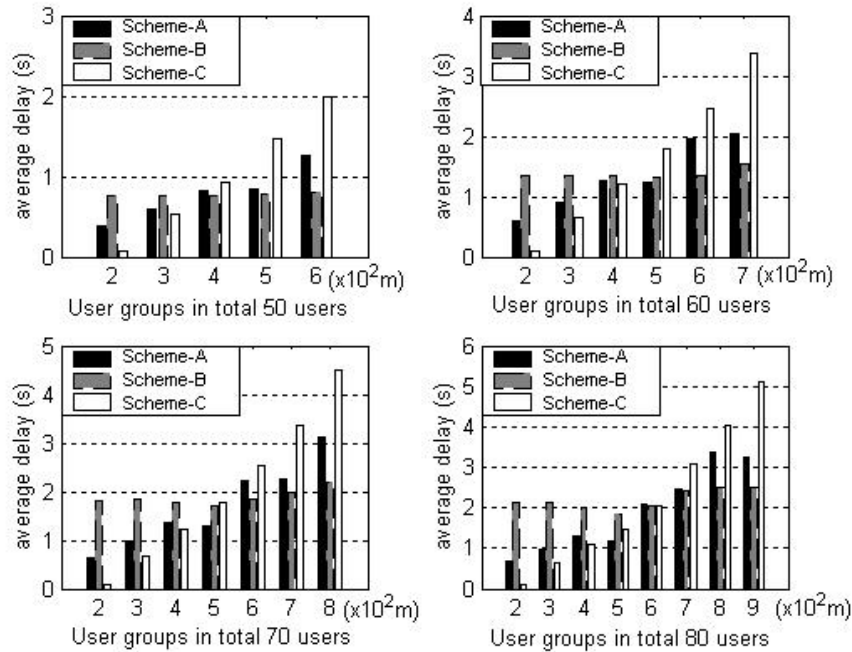 3
2
1
0
average delay (s)
Scheme-A
Scheme-B
Scheme-C
2 3 4 5 6 (x10²m)
User groups in total 50 users
4
3
2
1
0
average delay (s)
Scheme-A
Scheme-B
Scheme-C
2 3 4 5 6 7 (x10²m)
User groups in total 60 users
5
4
3
2
1
0
average delay (s)
Scheme-A
Scheme-B
Scheme-C
2 3 4 5 6 7 8 (x10²m)
User groups in total 70 users
6
5
4
3
2
1
0
average delay (s)
Scheme-A
Scheme-B
Scheme-C
2 3 4 5 6 7 8 9 (x10²m)
User groups in total 80 users